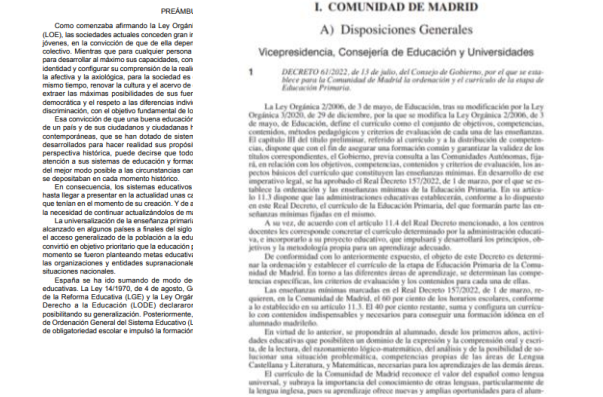 PREÁMBU
Como comenzaba afirmando la Ley Orgáni
(LOE), las sociedades actuales conceden gran i
jóvenes, en la convicción de que de ella depen
colectivo. Mientras que para cualquier persona
para desarrollar al máximo sus capacidades, con
identidad y configurar su comprensión de la reali
la afectiva y la axiológica, para la sociedad es
mismo tiempo, renovar la cultura y el acervo de
extraer las máximas posibilidades de sus fuer
democrática y el respeto a las diferencias indivi
discriminación, con el objetivo fundamental de lo
Esa convicción de que una buena educación
de un país y de sus ciudadanos y ciudadanas h
contemporáneas, que se han dotado de sistem
desarrollados para hacer realidad sus propósi
perspectiva histórica, puede decirse que todo
atención a sus sistemas de educación y formac
del mejor modo posible a las circunstancias can
se depositaban en cada momento histórico.
En consecuencia, los sistemas educativos
hasta llegar a presentar en la actualidad unas ca
que tenían en el momento de su creación. Y de a
la necesidad de continuar actualizándolos de ma
La universalización de la enseñanza primari
alcanzado en algunos países a finales del siglo
el acceso generalizado de la población a la edu
convirtió en objetivo prioritario que la educación y
momento se fueron planteando metas educativa
las organizaciones y entidades supranacionale
situaciones nacionales.
España se ha ido sumando de modo de
educativas. La Ley 14/1970, de 4 de agosto, G
de la Reforma Educativa (LGE) y la Ley Orgán
Derecho a la Educación (LODE) declararon
posibilitando su generalización. Posteriormente,
de Ordenación General del Sistema Educativo (L
de obligatoriedad escolar e impulsó la formación
I. COMUNIDAD DE MADRID
A) Disposiciones Generales
Vicepresidencia, Consejería de Educación y Universidades
1 DECRETO 61/2022, de 13 de julio, del Consejo de Gobierno, por el que se esta-
blece para la Comunidad de Madrid la ordenación y el currículo de la etapa de
Educación Primaria.
La Ley Orgánica 2/2006, de 3 de mayo, de Educación, tras su modificación por la Ley
Orgánica 3/2020, de 29 de diciembre, por la que se modifica la Ley Orgánica 2/2006, de 3
de mayo, de Educación, define el currículo como el conjunto de objetivos, competencias,
contenidos, métodos pedagógicos y criterios de evaluación de cada una de las enseñanzas.
El capítulo III del título preliminar, referido al currículo y a la distribución de competen-
cias, dispone que con el fin de asegurar una formación común y garantizar la validez de los
títulos correspondientes, el Gobierno, previa consulta a las Comunidades Autónomas, fija-
rá, en relación con los objetivos, competencias, contenidos y criterios de evaluación, los as-
pectos básicos del currículo que constituyen las enseñanzas mínimas. En desarrollo de ese
imperativo legal, se ha aprobado el Real Decreto 157/2022, de 1 de marzo, por el que se es-
tablece la ordenación y las enseñanzas mínimas de la Educación Primaria. En su artícu-
lo 11.3 dispone que las administraciones educativas establecerán, conforme a lo dispuesto
en este Real Decreto, el currículo de la Educación Primaria, del que formarán parte las en-
señanzas mínimas fijadas en el mismo.
A su vez, de acuerdo con el artículo 11.4 del Real Decreto mencionado, a los centros
docentes les corresponde concretar el currículo determinado por la administración educati-
va, e incorporarlo a su proyecto educativo, que impulsará y desarrollará los principios, ob-
jetivos y la metodología propia para un aprendizaje adecuado.
De conformidad con lo anteriormente expuesto, el objeto de este Decreto es determi-
nar la ordenación y establecer el currículo de la etapa de Educación Primaria de la Comu-
nidad de Madrid. En torno a las diferentes áreas de aprendizaje, se determinan las compe-
tencias específicas, los criterios de evaluación y los contenidos para cada una de ellas.
Las enseñanzas mínimas marcadas en el Real Decreto 157/2022, de 1 de marzo, re-
quieren, en la Comunidad de Madrid, el 60 por ciento de los horarios escolares, conforme
a lo establecido en su artículo 11.3. El 40 por ciento restante, suma y configura un currícu-
lo con contenidos indispensables y necesarios para conseguir una formación idónea en el
alumnado madrileño.
En virtud de lo anterior, se propondrán al alumnado, desde los primeros años, activi-
dades educativas que posibiliten un dominio de la expresión y la comprensión oral y escri-
ta, de la lectura, del razonamiento lógico-matemático, del análisis y de la posibilidad de so-
lucionar una situación problemática, competencias propias de las áreas de Lengua
Castellana y Literatura, y Matemáticas, necesarias para los aprendizajes de las demás áreas.
El currículo de la Comunidad de Madrid reconoce el valor del español como lengua
universal, y subraya la importancia del conocimiento de otras lenguas, particularmente de
la lengua inglesa, pues su aprendizaje ofrece nuevas y amplias oportunidades para el alum-